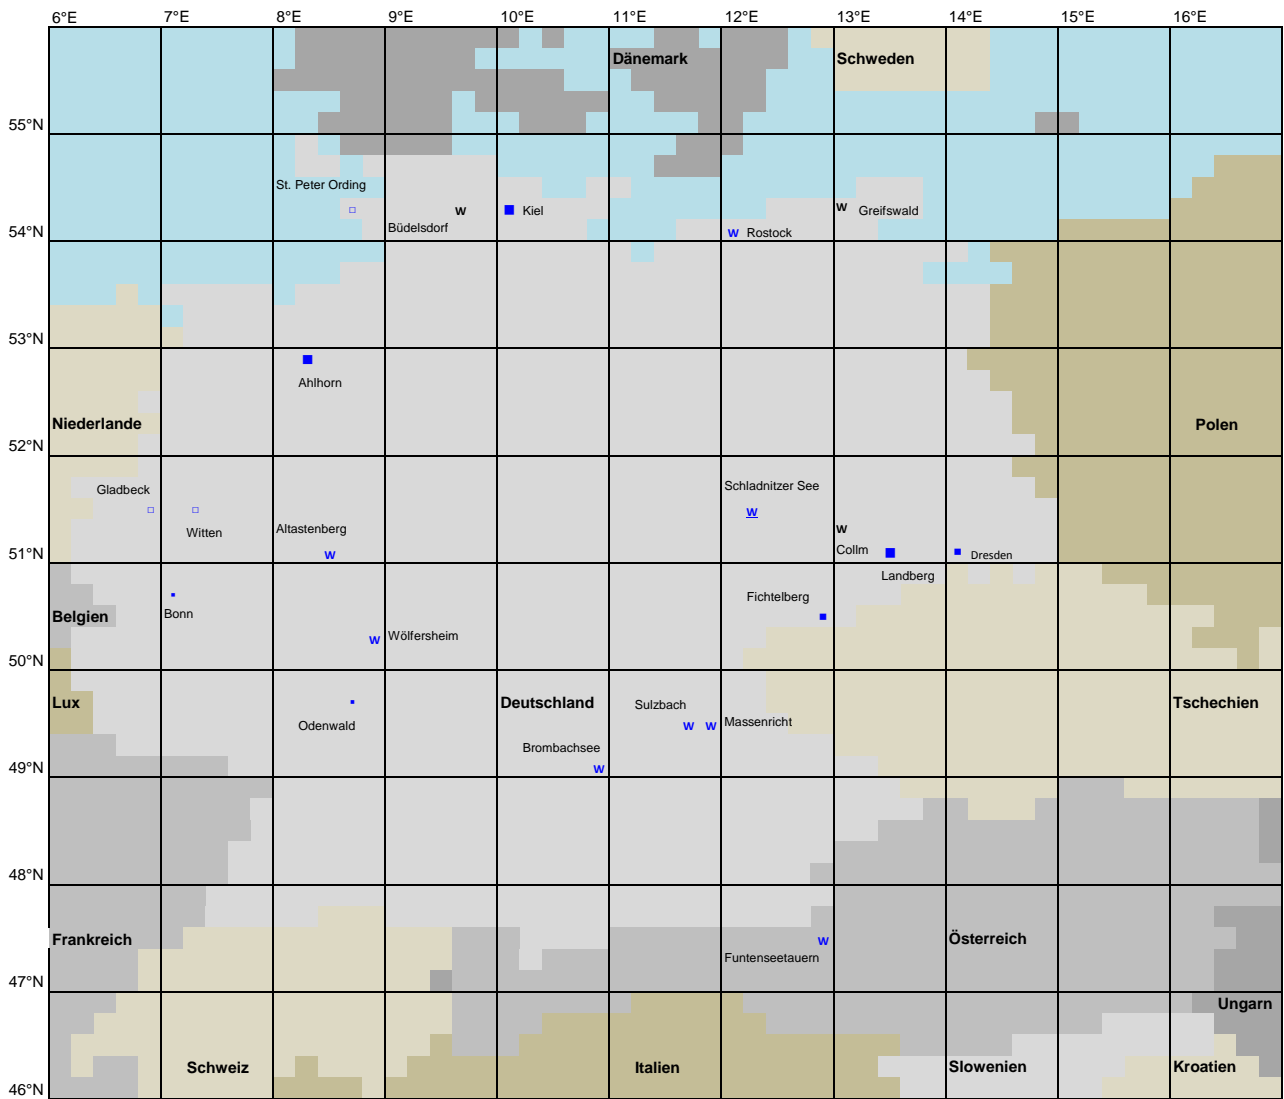 6°E 7°E 8°E 9°E 10°E 11°E 12°E 13°E 14°E 15°E 16°E
Dänemark Schweden
55°N
St. Peter Ording
W Kiel W Greifswald
Büdelsdorf
54°N W Rostock
53°N
Ahlhorn
Niederlande Polen
52°N
Gladbeck Schladnitzer See
W
Witten Altastenberg W
51°N W Collm Dresden
Landberg
Fichtelberg
Belgien Bonn
W Wölfersheim
50°N
Lux Deutschland Sulzbach Tschechien
Odenwald W W Massenricht
Brombachsee
49°N W
48°N
Frankreich W Österreich
Funtenseetauern
47°N
Ungarn
Schweiz Italien Slowenien Kroatien
46°N